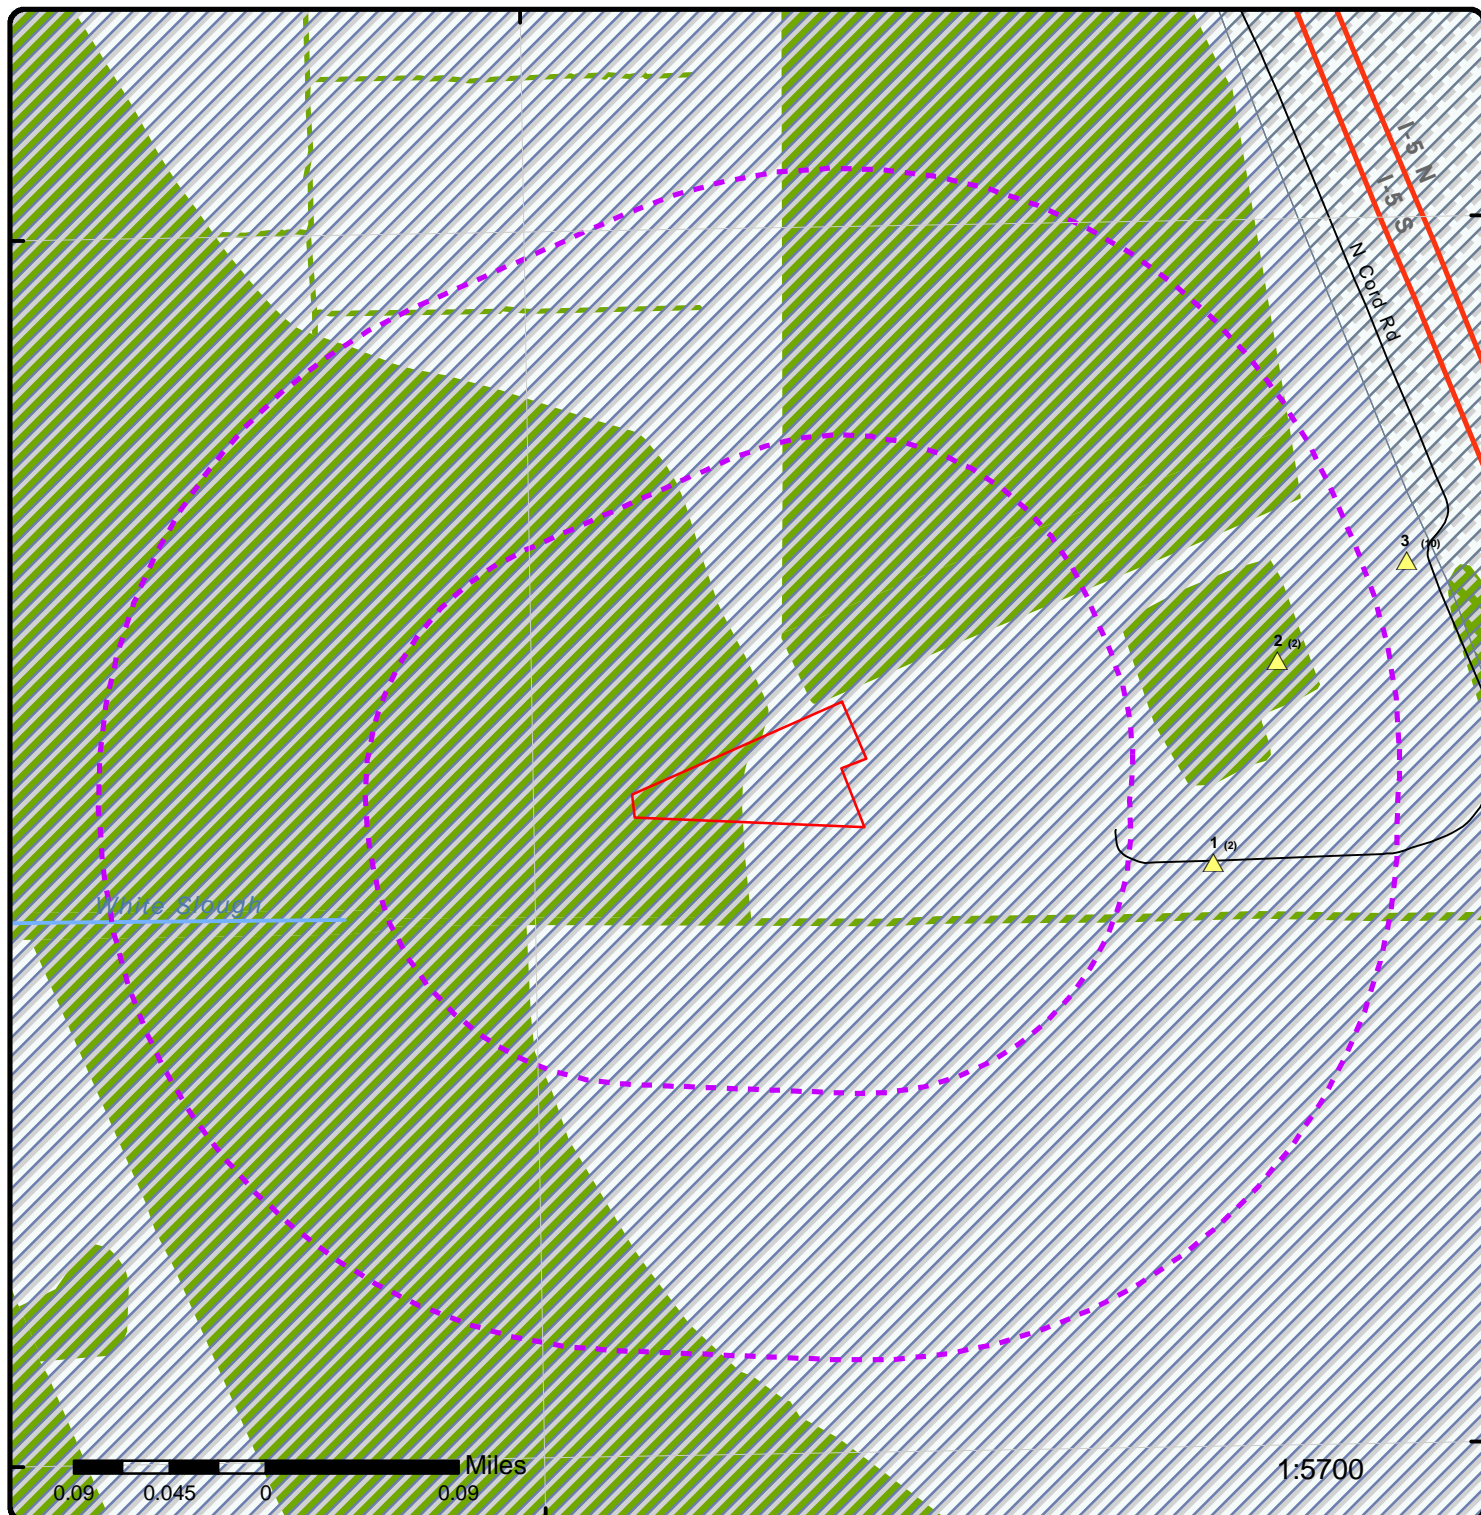 I-5 N
I-5 S
N Cord Rd
3 (10)
2 (2)
1 (2)
White Slough
Miles
0.09 0.045 0 0.09
1:5700